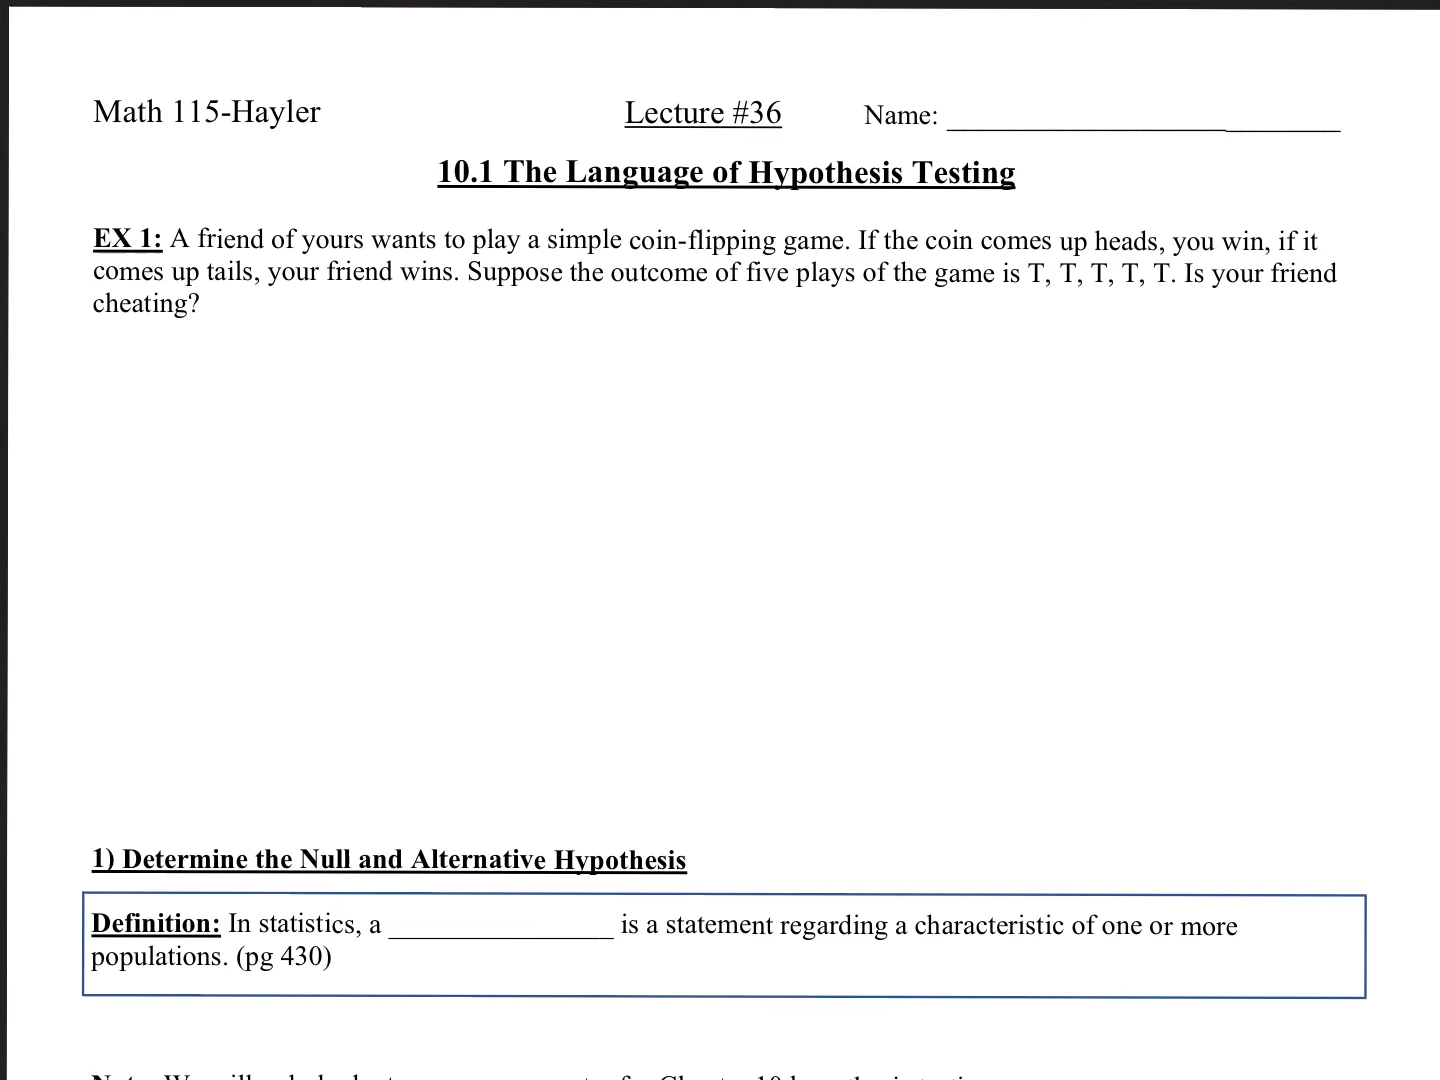 Math 115-Hayler Lecture #36 Name: ____________________________
10.1 The Language of Hypothesis Testing
EX 1: A friend of yours wants to play a simple coin-flipping game. If the coin comes up heads, you win, if it
comes up tails, your friend wins. Suppose the outcome of five plays of the game is T, T, T, T, T. Is your friend
cheating?
1) Determine the Null and Alternative Hypothesis
Definition: In statistics, a ________________ is a statement regarding a characteristic of one or more
populations. (pg 430)